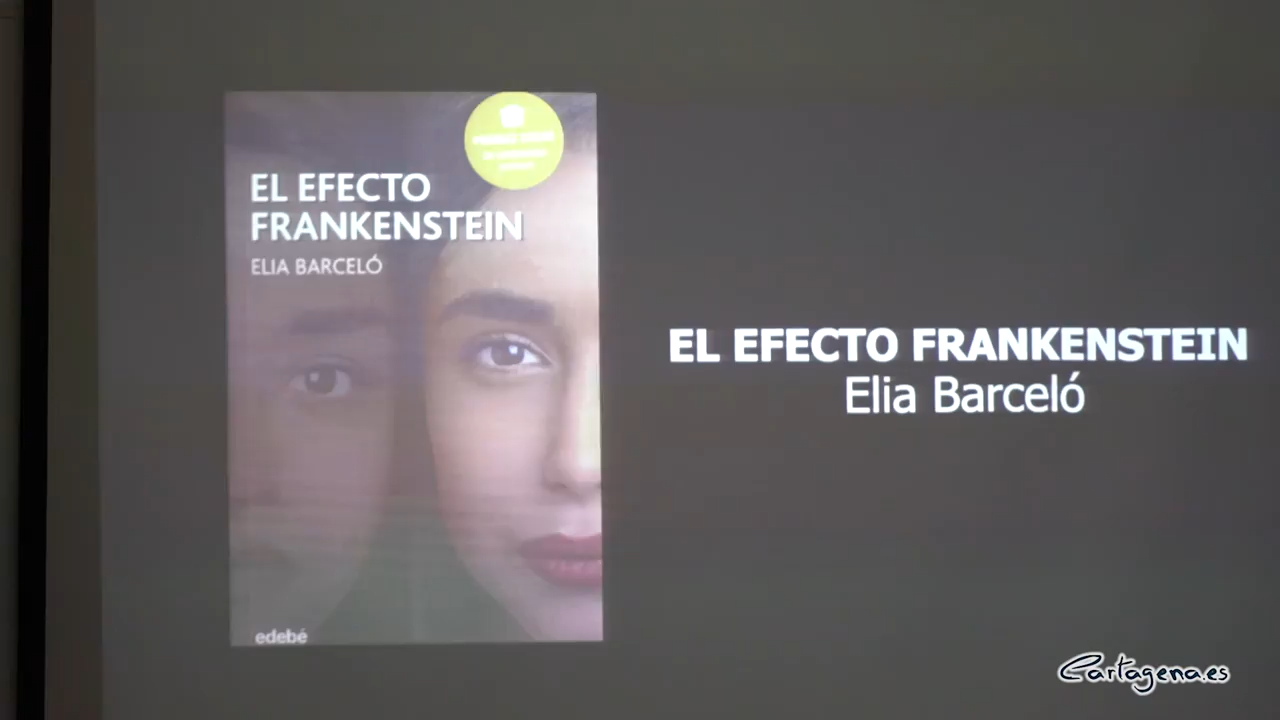 EL EFECTO
FRANKENSTEIN
ELIA BARCELÓ
edebé
EL EFECTO FRANKENSTEIN
Elia Barceló
Cartagena.es